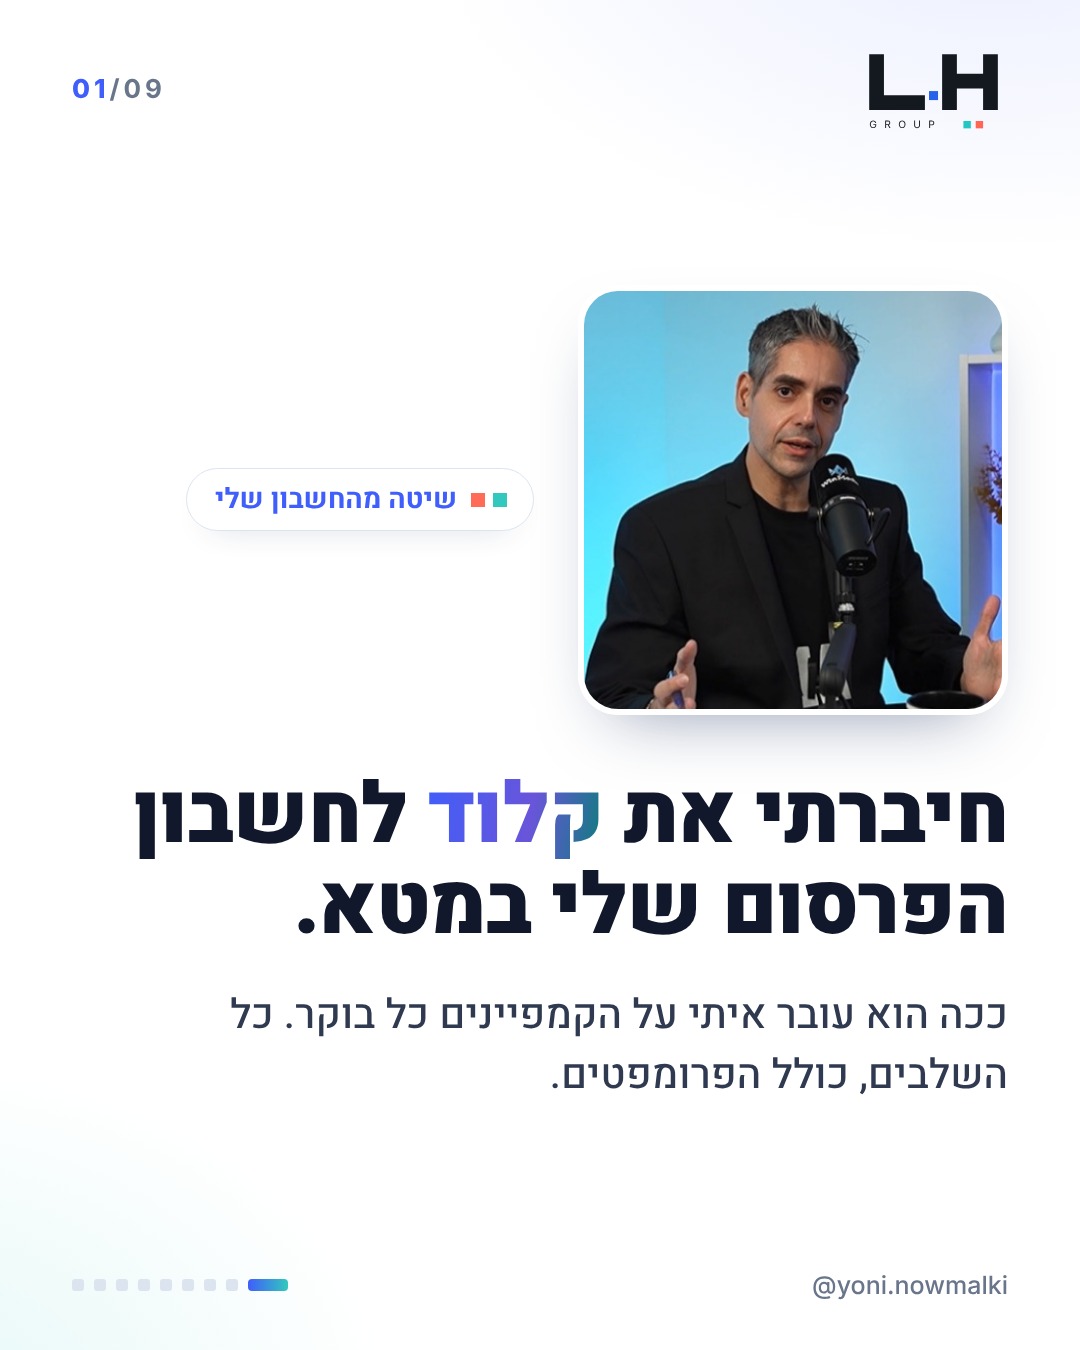 01/09
L.H
GROUP
שיטה מהחשבון שלי
חיברתי את קלוד לחשבון
הפרסום שלי במטא.
ככה הוא עובר איתי על הקמפיינים כל בוקר. כל
השלבים, כולל הפרומפטים.
@yoni.nowmalki